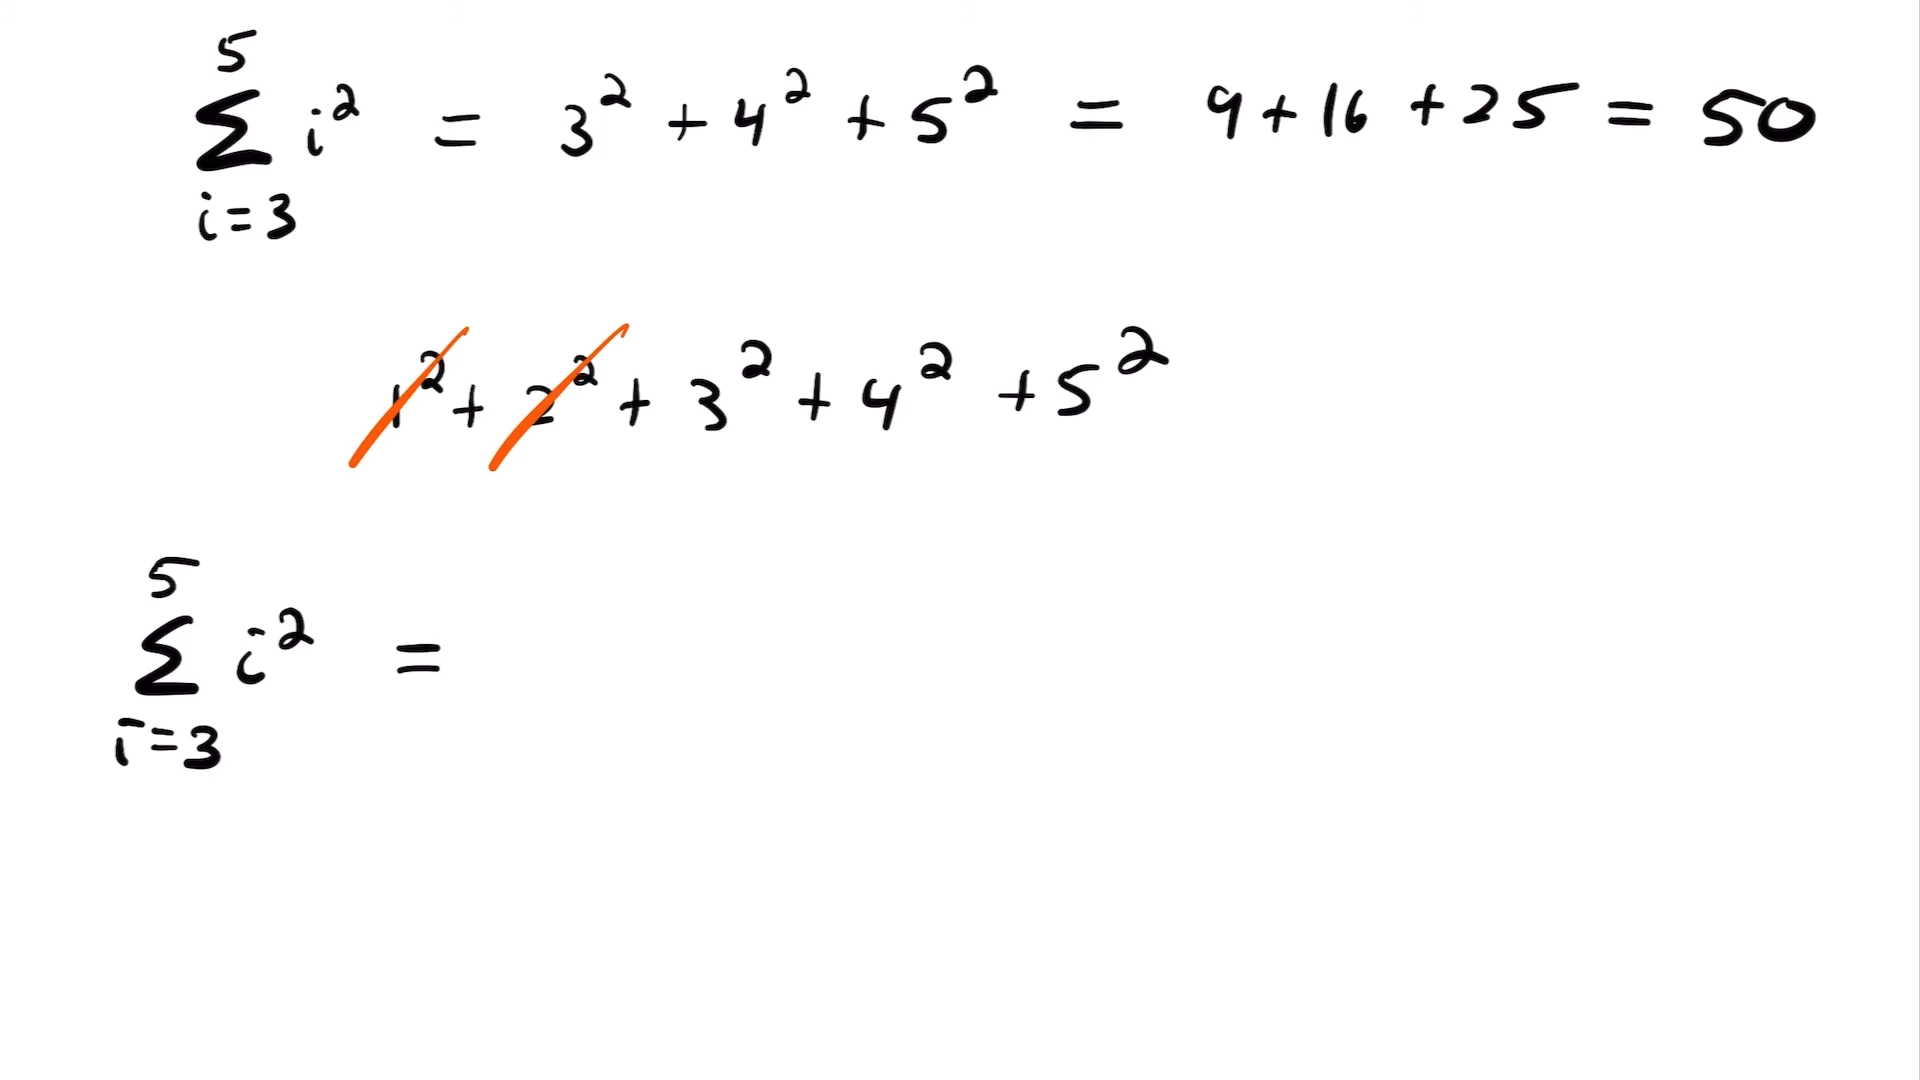 5
Σ i² = 3² + 4² + 5² = 9 + 16 + 25 = 50
i=3
1² + 2² + 3² + 4² + 5²
5
Σ i² =
i=3